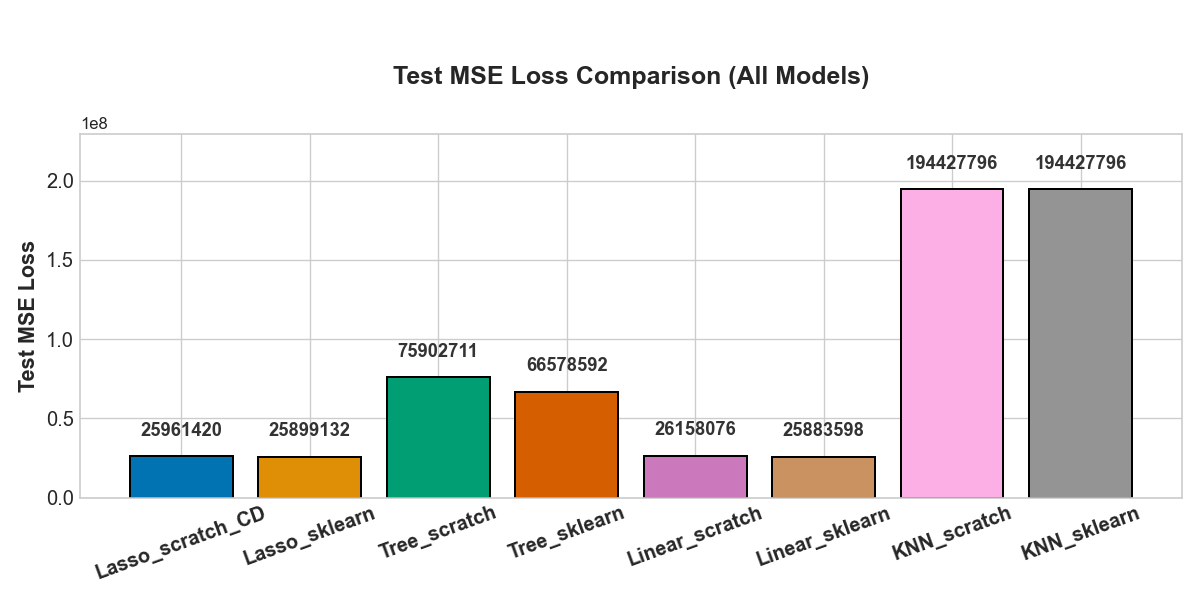 Test MSE Loss Comparison (All Models)
1e8
Test MSE Loss
2.0
1.5
1.0
0.5
0.0
25961420
25899132
75902711
66578592
26158076
25883598
194427796
194427796
Lasso_scratch_CD
Lasso_sklearn
Tree_scratch
Tree_sklearn
Linear_scratch
Linear_sklearn
KNN_scratch
KNN_sklearn